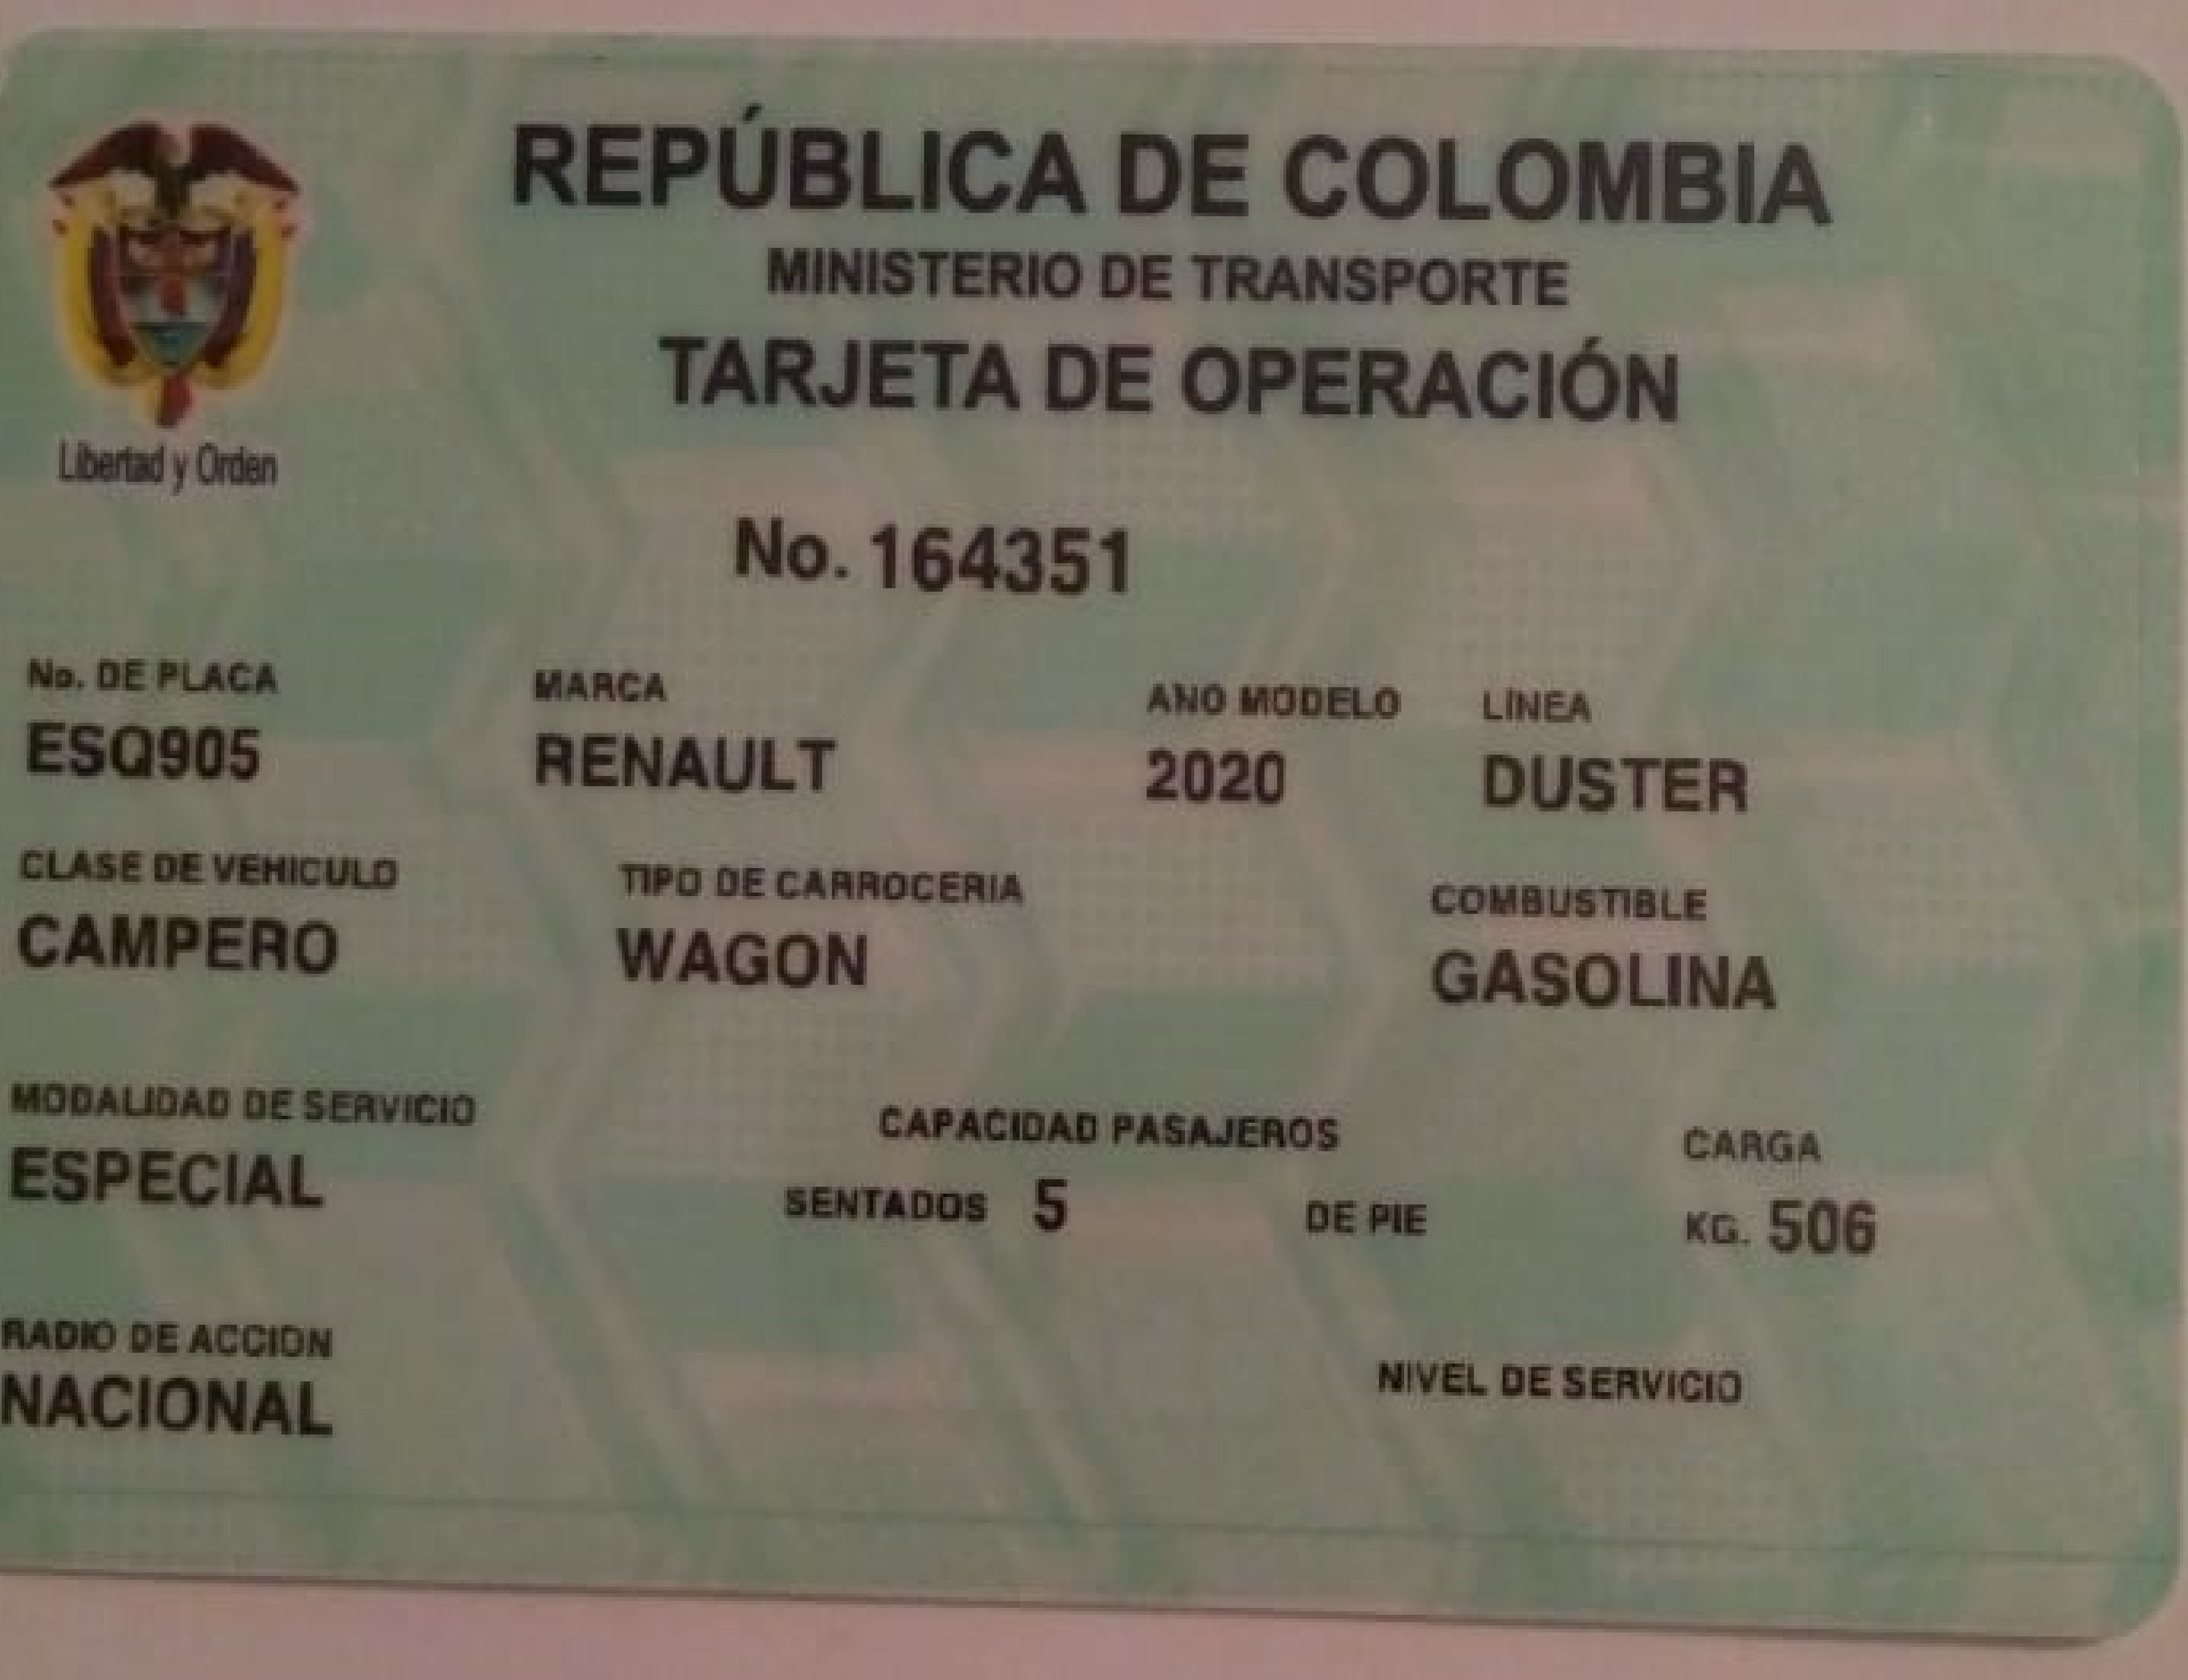 REPÚBLICA DE COLOMBIA
MINISTERIO DE TRANSPORTE
TARJETA DE OPERACIÓN
Libertad y Orden
No. 164351
No. DE PLACA MARCA AÑO MODELO LÍNEA
ESQ905 RENAULT 2020 DUSTER
CLASE DE VEHICULO TIPO DE CARROCERIA COMBUSTIBLE
CAMPERO WAGON GASOLINA
MODALIDAD DE SERVICIO CAPACIDAD PASAJEROS CARGA
ESPECIAL SENTADOS 5 DE PIE KG. 506
RADIO DE ACCION NIVEL DE SERVICIO
NACIONAL